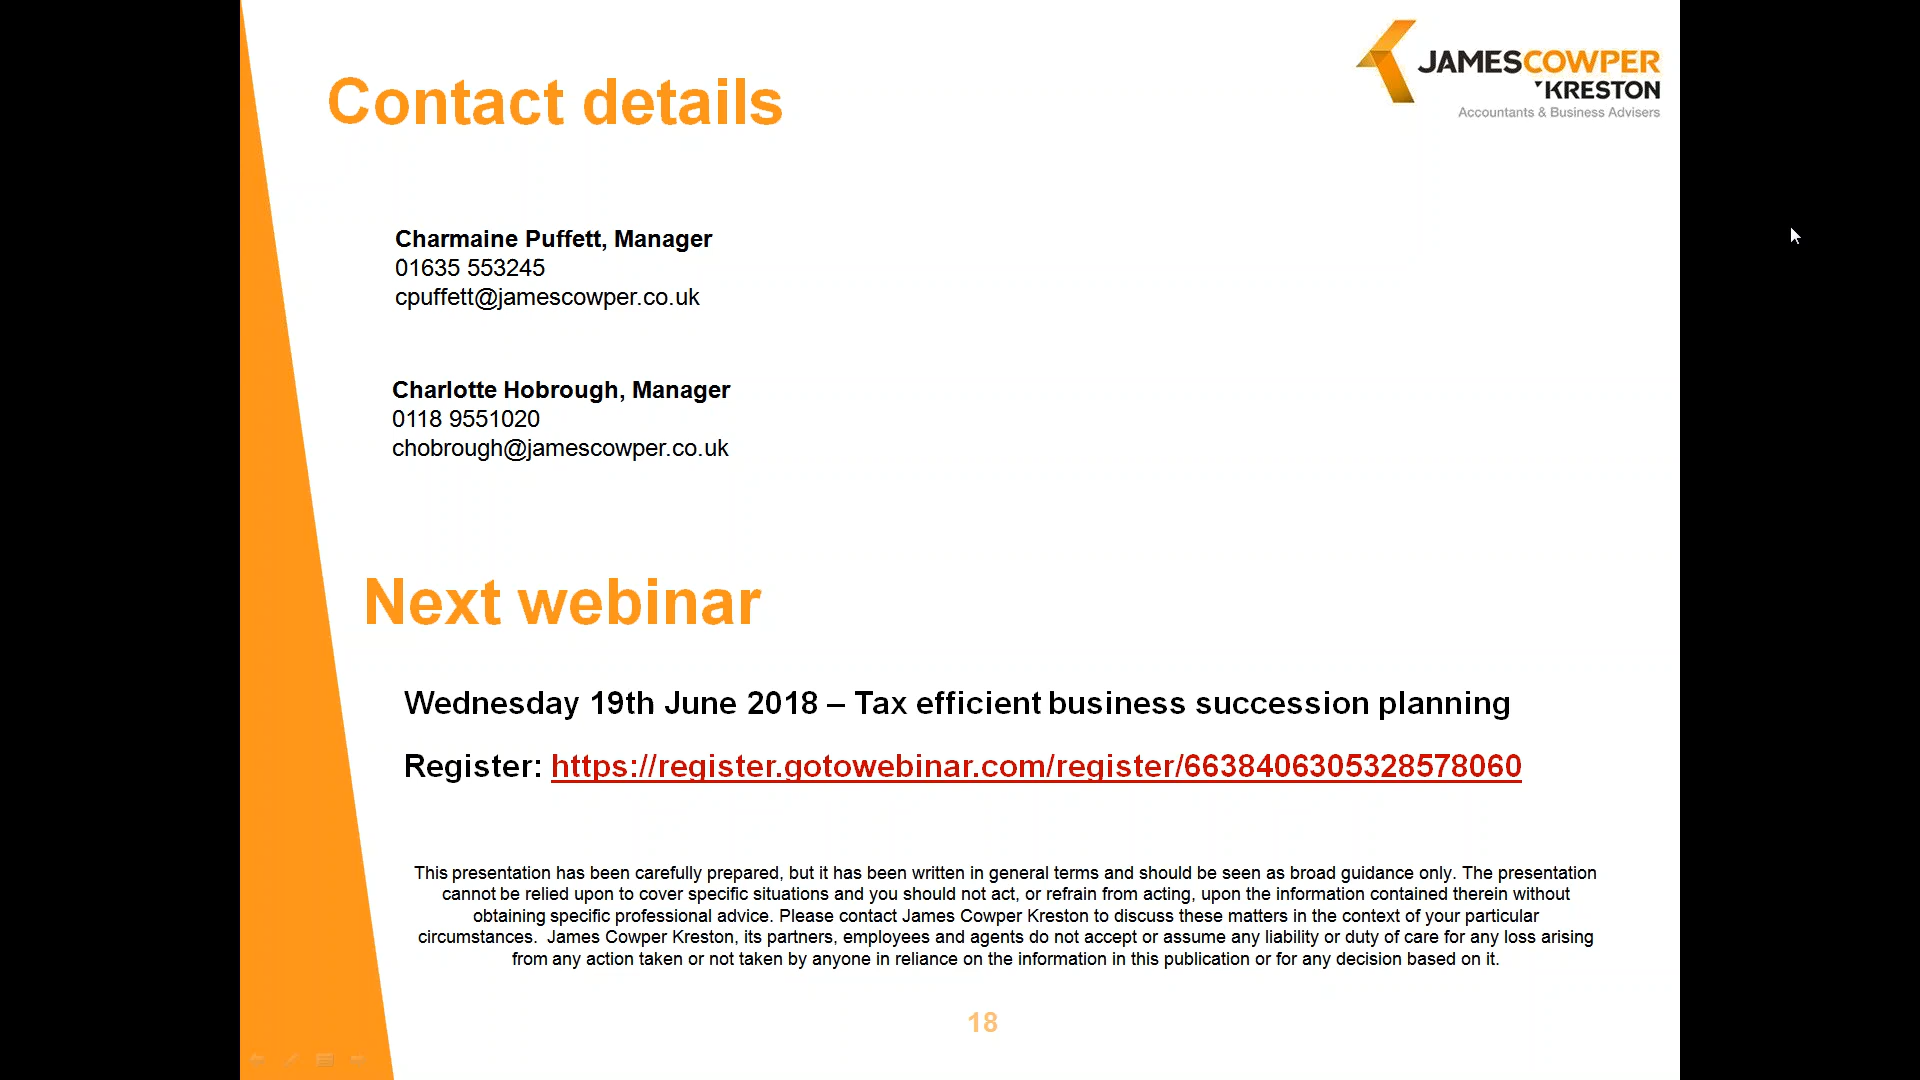 JAMESCOWPER
KRESTON
Accountants & Business Advisers
Contact details
Charmaine Puffett, Manager
01635 553245
cpuffett@jamescowper.co.uk
Charlotte Hobrough, Manager
0118 9551020
chobrough@jamescowper.co.uk
Next webinar
Wednesday 19th June 2018 – Tax efficient business succession planning
Register: https://register.gotowebinar.com/register/6638406305328578060
This presentation has been carefully prepared, but it has been written in general terms and should be seen as broad guidance only. The presentation
cannot be relied upon to cover specific situations and you should not act, or refrain from acting, upon the information contained therein without
obtaining specific professional advice. Please contact James Cowper Kreston to discuss these matters in the context of your particular
circumstances.  James Cowper Kreston, its partners, employees and agents do not accept or assume any liability or duty of care for any loss arising
from any action taken or not taken by anyone in reliance on the information in this publication or for any decision based on it.
18